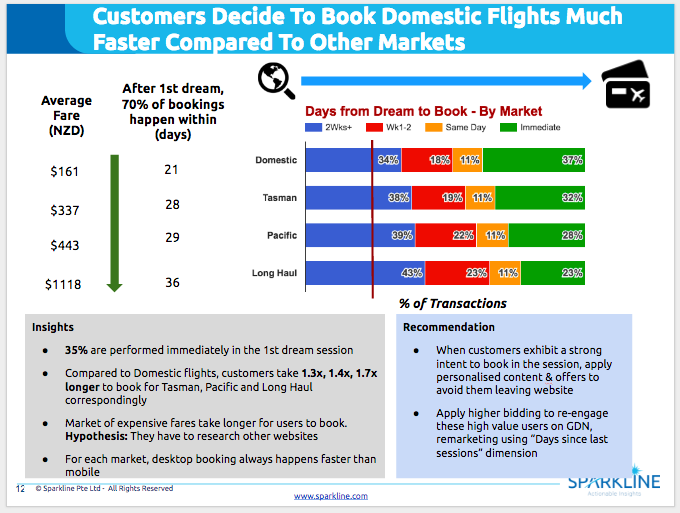 Customers Decide To Book Domestic Flights Much
Faster Compared To Other Markets
Average
Fare
(NZD)
After 1st dream,
70% of bookings
happen within
(days)
$161
21
$337
28
$443
29
$1118
36
Days from Dream to Book - By Market
2Wks+
Wk1-2
Same Day
Immediate
Domestic
34%
18%
11%
37%
Tasman
38%
19%
11%
32%
Pacific
39%
22%
11%
28%
Long Haul
43%
23%
11%
23%
% of Transactions
Insights
● 35% are performed immediately in the 1st dream session
● Compared to Domestic flights, customers take 1.3x, 1.4x, 1.7x
longer to book for Tasman, Pacific and Long Haul
correspondingly
● Market of expensive fares take longer for users to book.
Hypothesis: They have to research other websites
● For each market, desktop booking always happens faster than
mobile
Recommendation
● When customers exhibit a strong
intent to book in the session, apply
personalised content & offers to
avoid them leaving website
● Apply higher bidding to re-engage
these high value users on GDN,
remarketing using “Days since last
sessions” dimension
12
© Sparkline Pte Ltd - All Rights Reserved
www.sparkline.com
SPARKLINE
Actionable Insights